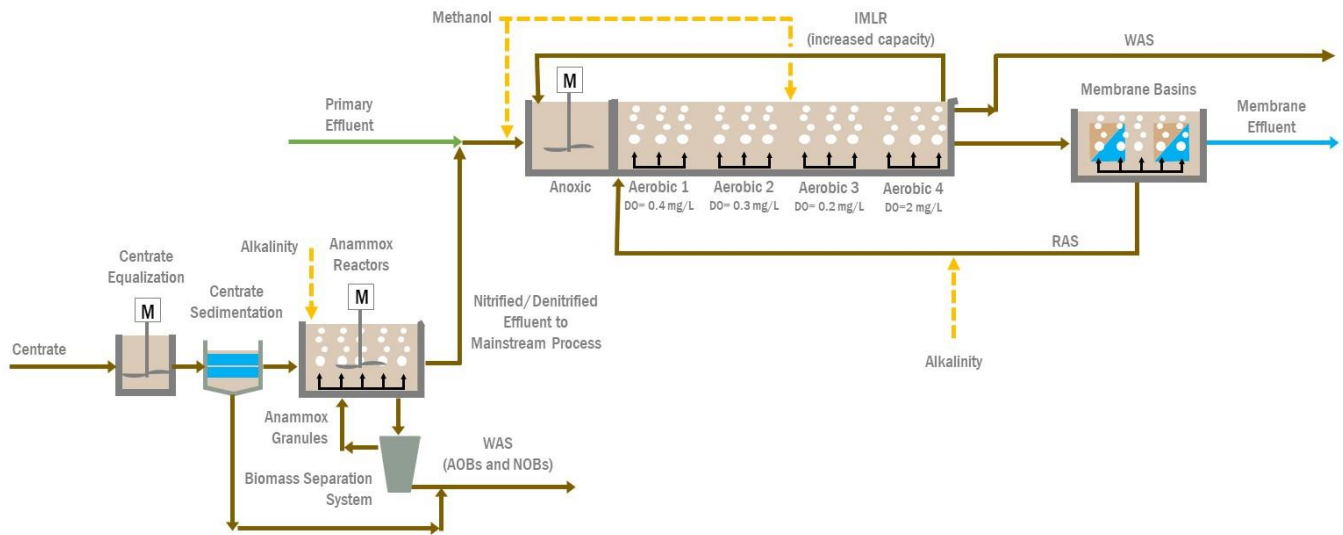 Methanol
IMLR
(increased capacity)
WAS
M
Primary
Effluent
Membrane Basins
Membrane
Effluent
Anoxic
Aerobic 1
DO= 0.4 mg/L
Aerobic 2
DO= 0.3 mg/L
Aerobic 3
DO= 0.2 mg/L
Aerobic 4
DO=2 mg/L
RAS
Alkalinity
Anammox
Reactors
Centrate
Equalization
Centrate
Sedimentation
M
M
Nitrified/Denitrified
Effluent to
Mainstream Process
Centrate
Alkalinity
Anammox
Granules
WAS
(AOBs and NOBs)
Biomass Separation
System